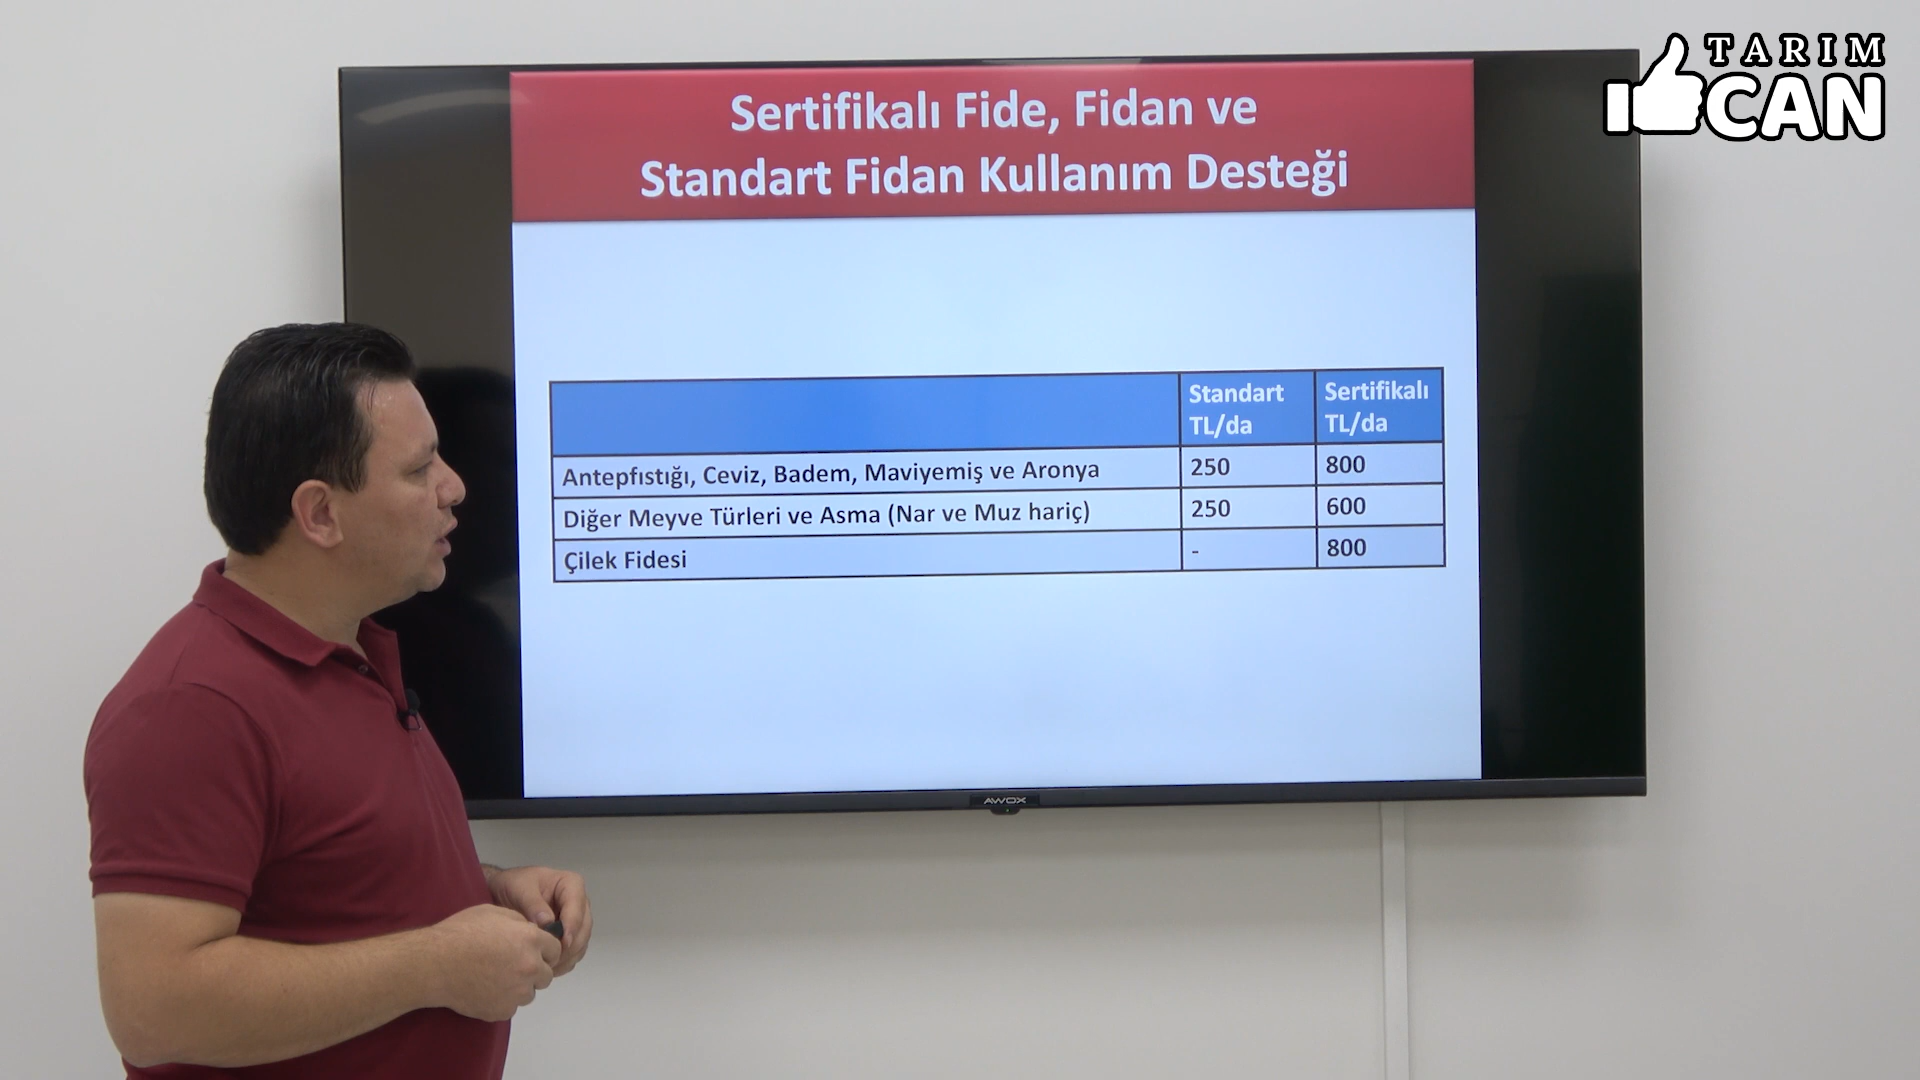 TARIM
CAN
Sertifikalı Fide, Fidan ve
Standart Fidan Kullanım Desteği
Standart TL/da
Sertifikalı TL/da
Antepfıstığı, Ceviz, Badem, Maviyemiş ve Aronya 250 800
Diğer Meyve Türleri ve Asma (Nar ve Muz hariç) 250 600
Çilek Fidesi - 800
AWOX